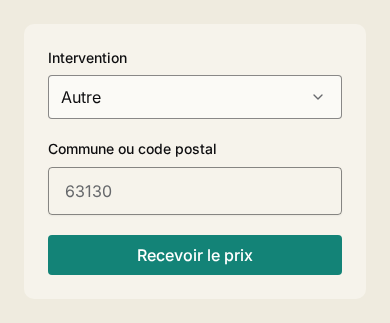 Intervention
Autre
Commune ou code postal
63130
Recevoir le prix